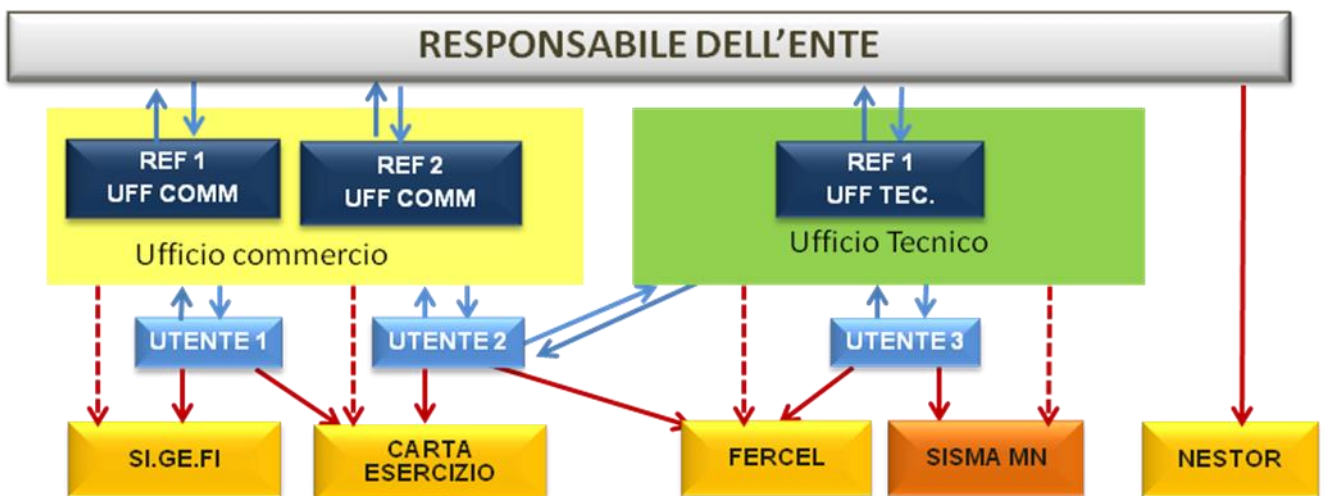 RESPONSABILE DELL'ENTE
REF 1
UFF COMM
REF 2
UFF COMM
REF 1
UFF TEC.
Ufficio commercio
Ufficio Tecnico
UTENTE 1
UTENTE 2
UTENTE 3
SI.GE.FI
CARTA
ESERCIZIO
FERCEL
SISMA MN
NESTOR